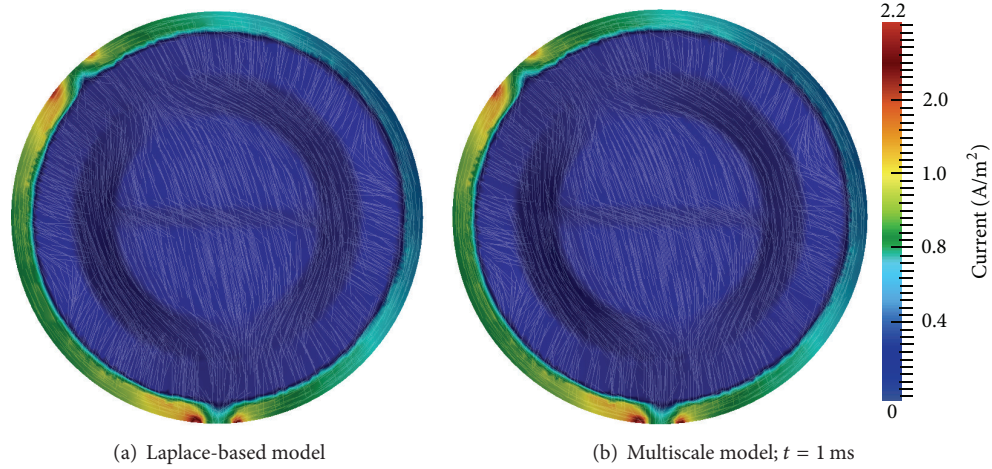 2.2
2.0
1.0
0.8
0.4
0
Current (A/m²)
(a) Laplace-based model
(b) Multiscale model; t = 1 ms